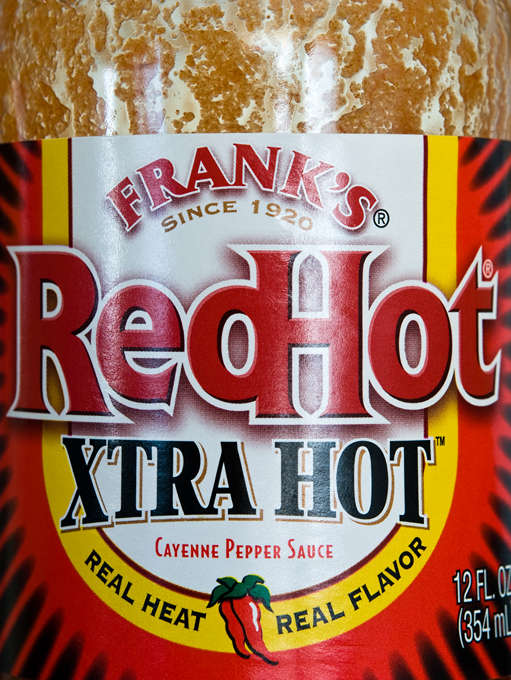 FRANK'S®
SINCE 1920
RedHot®
XTRA HOT™
CAYENNE PEPPER SAUCE
REAL HEAT REAL FLAVOR
12 FL. OZ
(354 mL